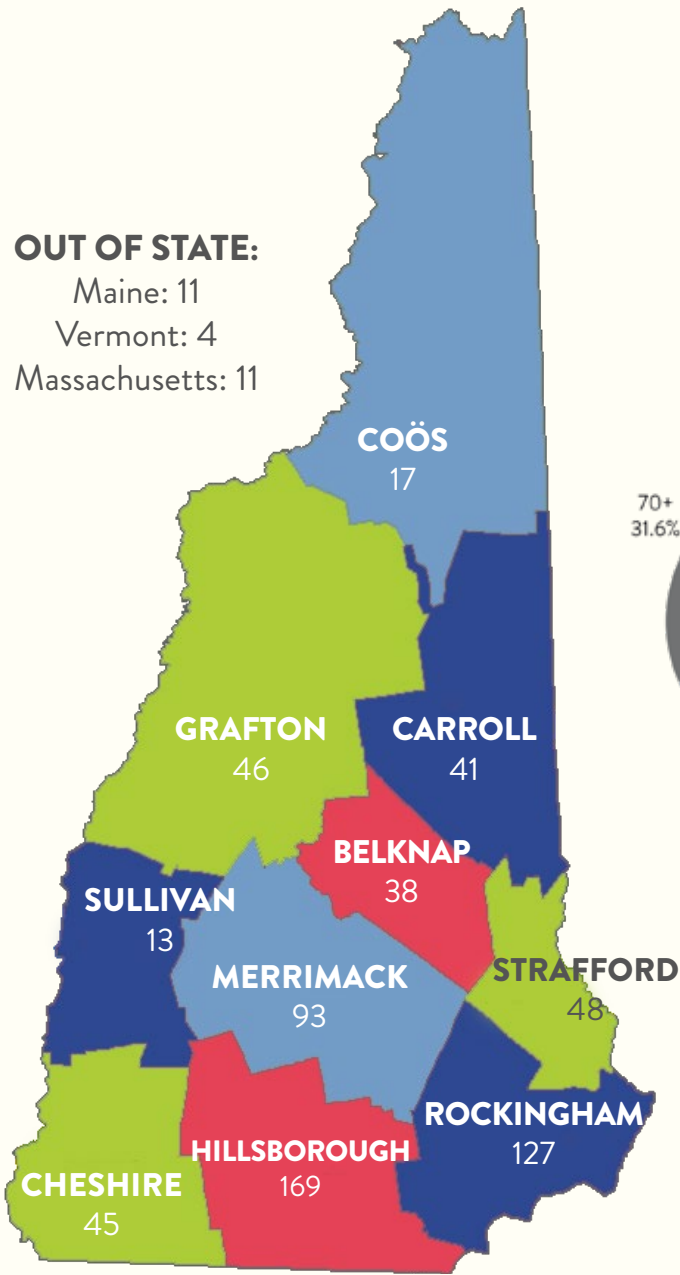 OUT OF STATE:
Maine: 11
Vermont: 4
Massachusetts: 11
COÖS
17
70+
31.6%
GRAFTON
46
CARROLL
41
BELKNAP
38
SULLIVAN
13
MERRIMACK
93
STRAFFORD
48
ROCKINGHAM
127
HILLSBOROUGH
169
CHESHIRE
45